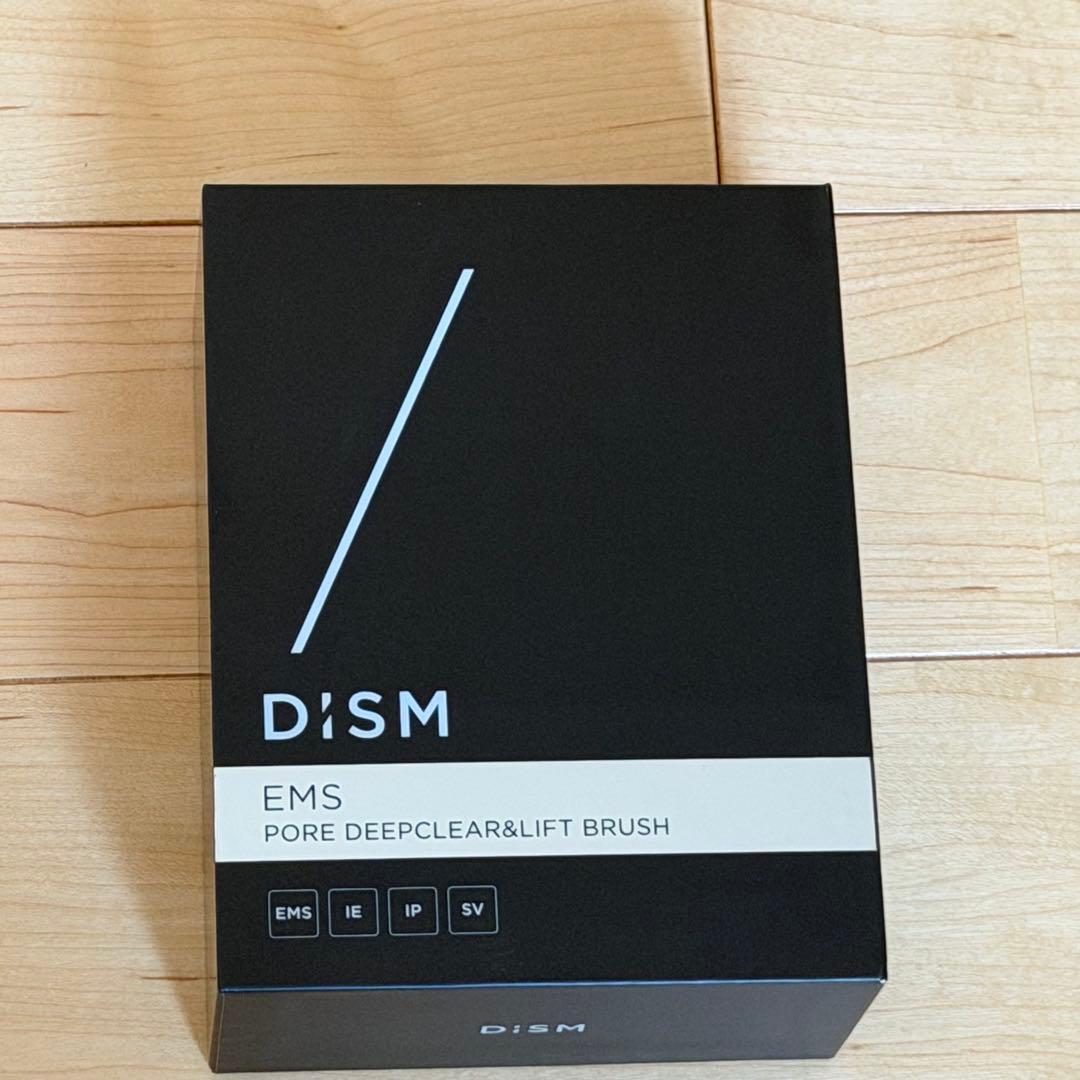 DISM
EMS
PORE DEEPCLEAR&LIFT BRUSH
EMS IE IP SV
DISM